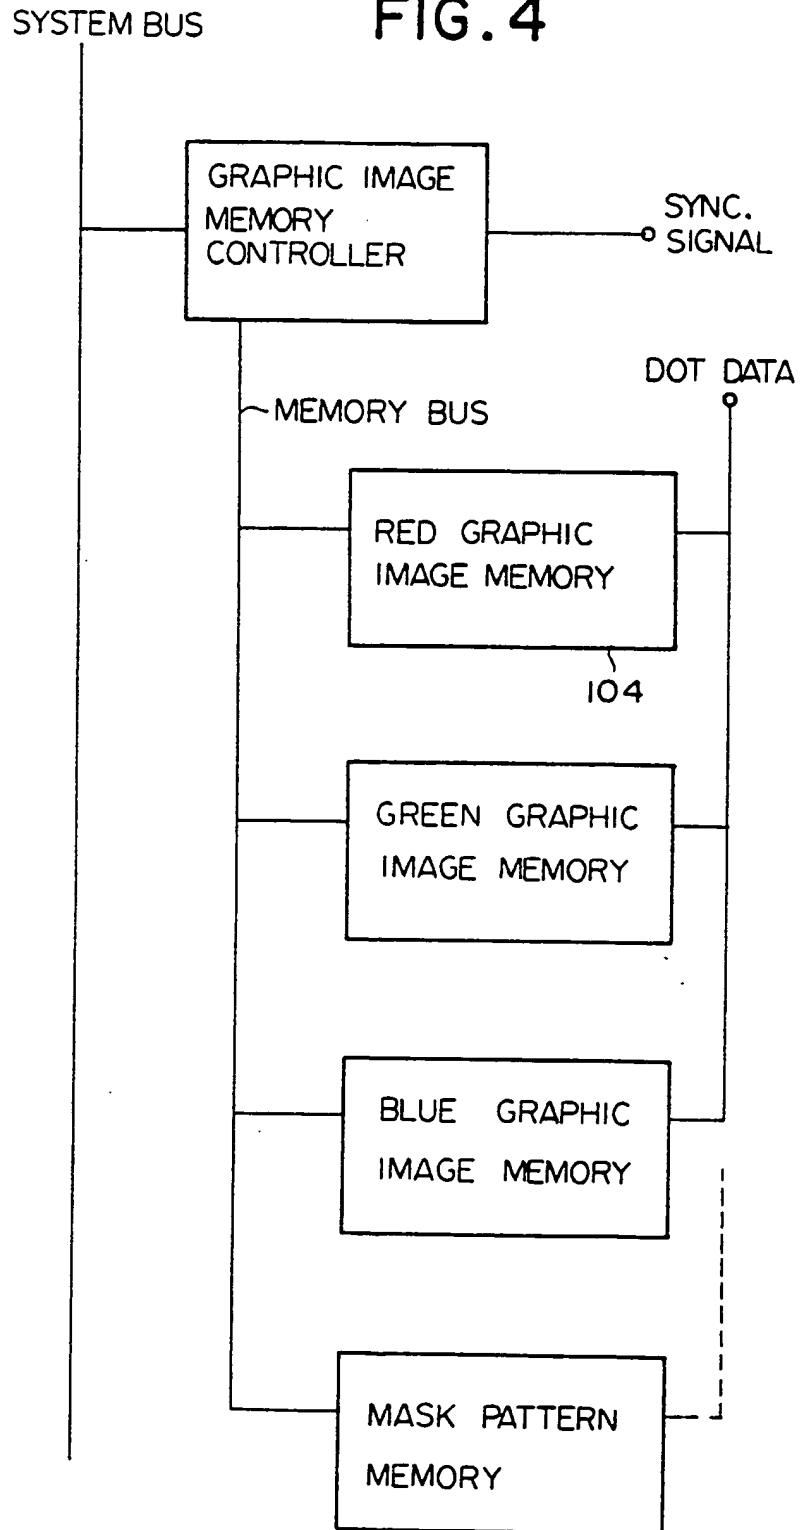 SYSTEM BUS
FIG. 4
GRAPHIC IMAGE
MEMORY
CONTROLLER
SYNC.
SIGNAL
DOT DATA
MEMORY BUS
RED GRAPHIC
IMAGE MEMORY
104
GREEN GRAPHIC
IMAGE MEMORY
BLUE GRAPHIC
IMAGE MEMORY
MASK PATTERN
MEMORY